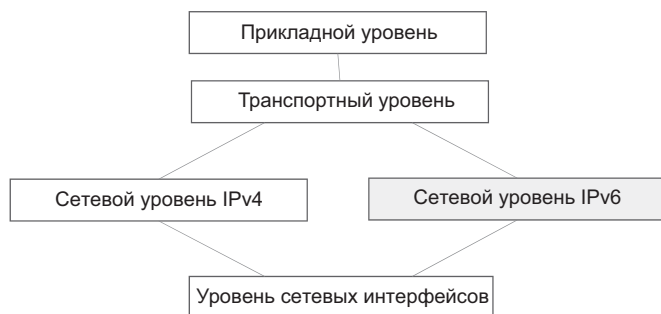 Прикладной уровень
Транспортный уровень
Сетевой уровень IPv4
Сетевой уровень IPv6
Уровень сетевых интерфейсов